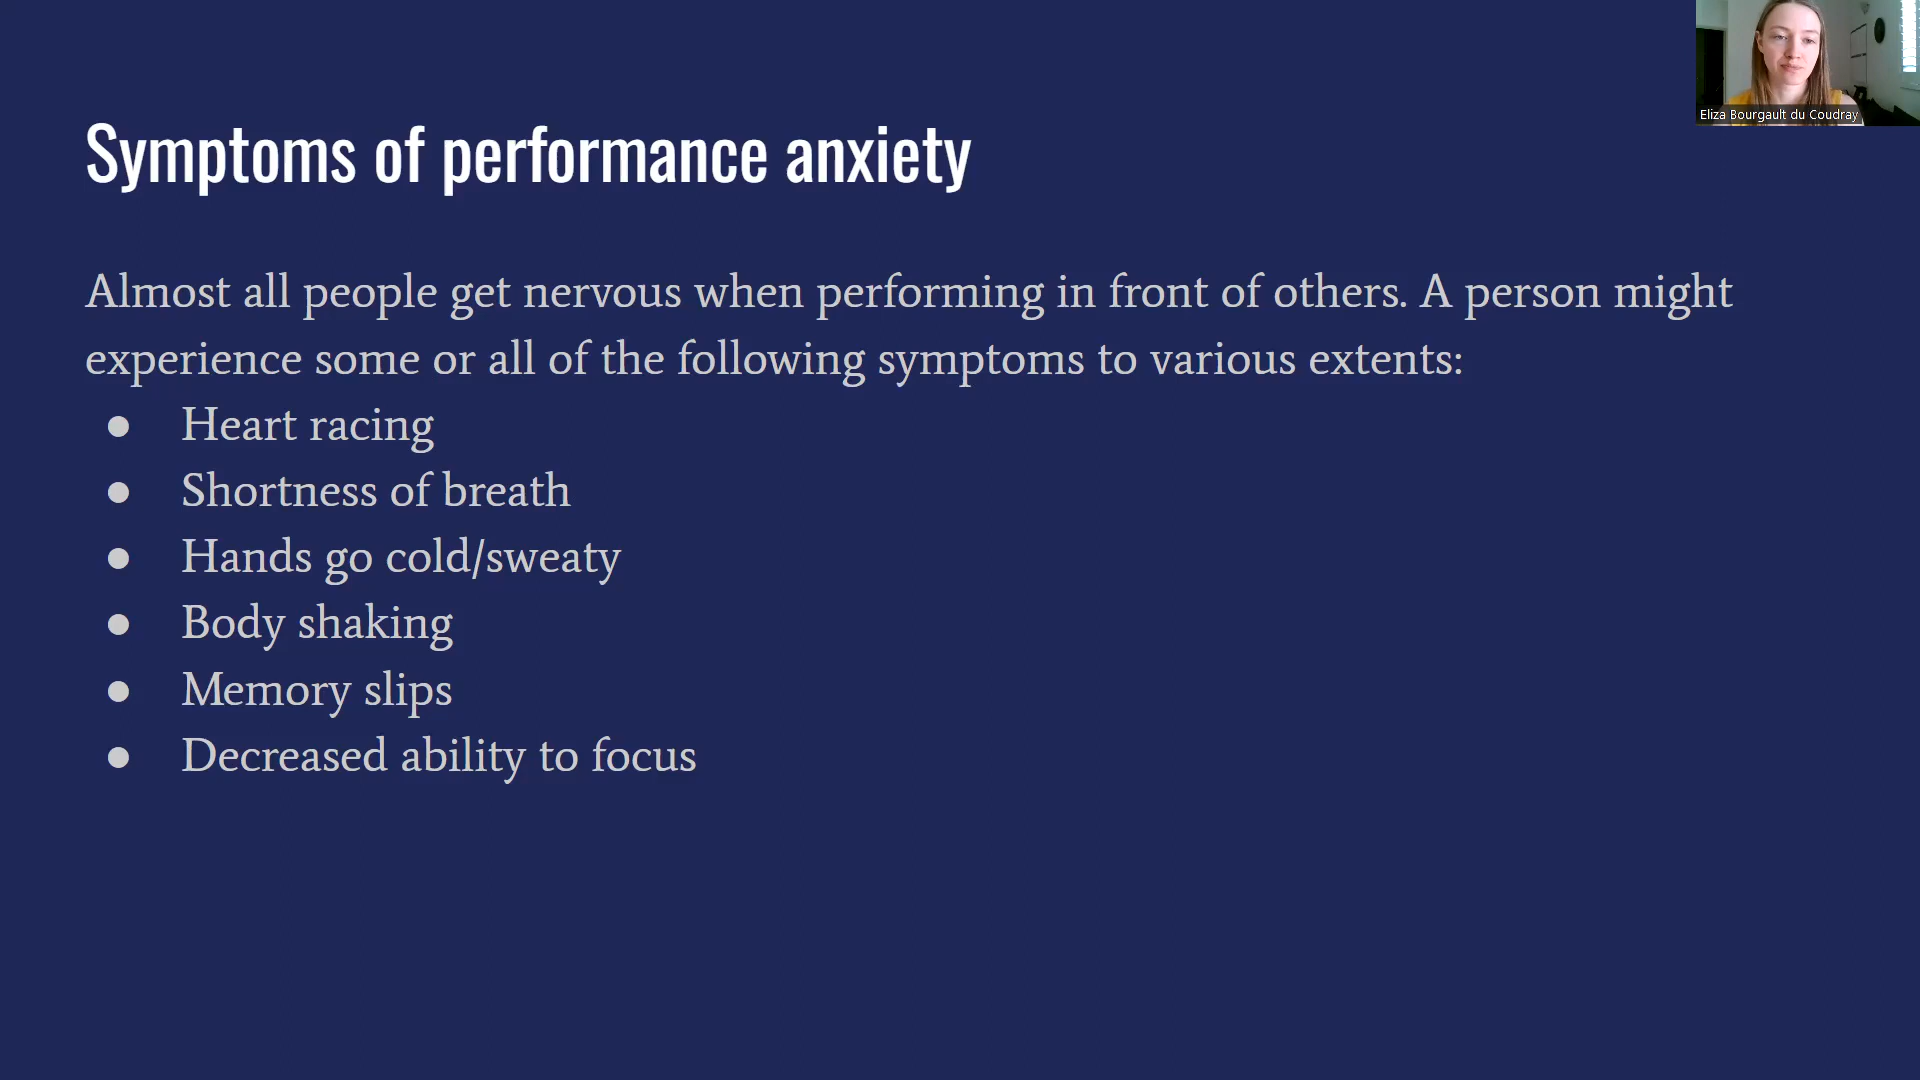 Eliza Bourgault du Coudray
Symptoms of performance anxiety
Almost all people get nervous when performing in front of others. A person might
experience some or all of the following symptoms to various extents:
● Heart racing
● Shortness of breath
● Hands go cold/sweaty
● Body shaking
● Memory slips
● Decreased ability to focus